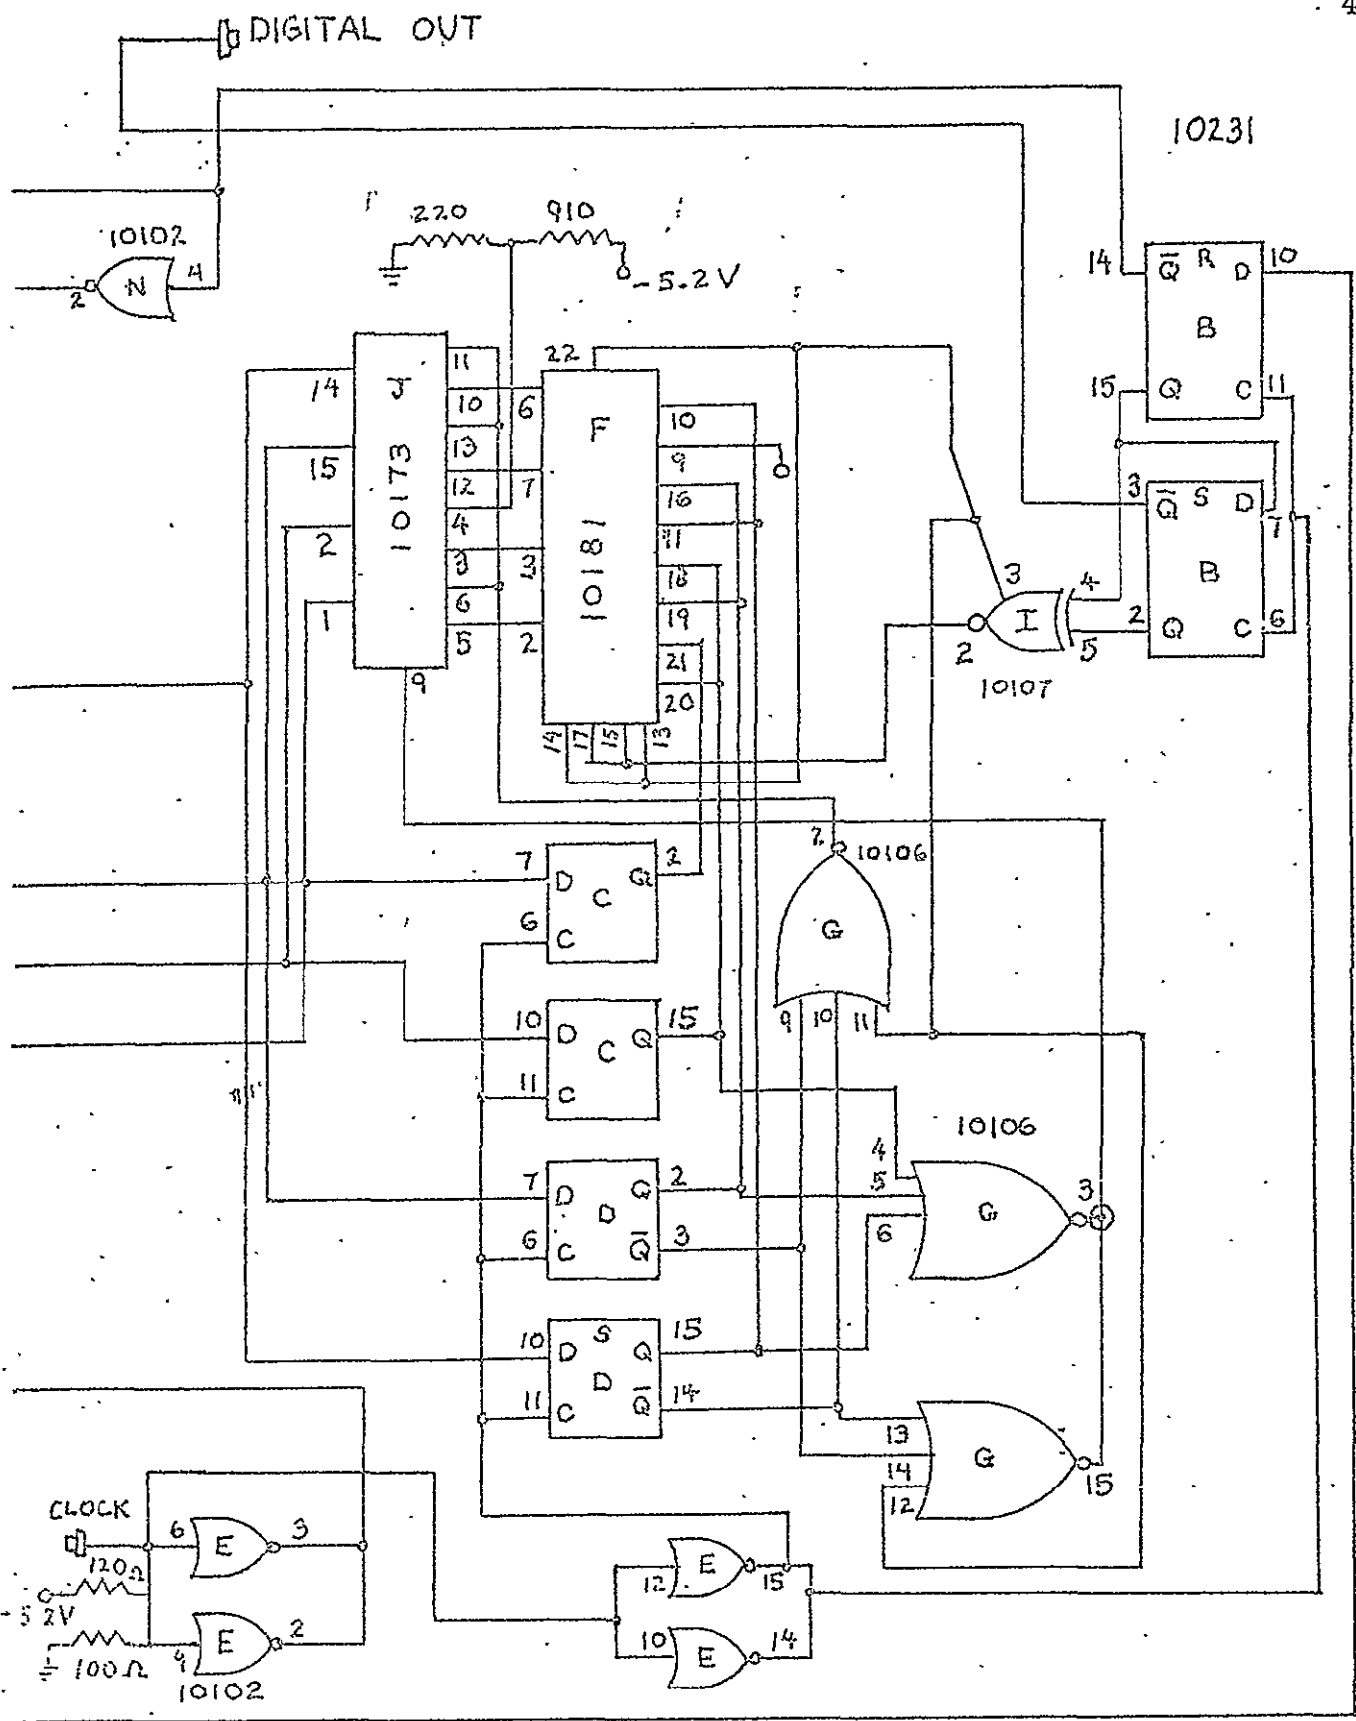 4
DIGITAL OUT
10231
220 910
-5.2V
10102
4
N
2
14 Q̅ R D 10
B
15 Q C 11
3 Q̅ S D 7
B
2 Q C 6
J
10173
14
15
2
1
11
10
13
12
4
3
6
5
9
22
F
10181
6
7
3
2
10
9
16
11
18
19
21
20
14
17
15
13
3
4
I
2
5
10107
7 D Q 2
C
6 C
2
10106
G
9 10 11
10 D C Q 15
11 C
10106
4
5
6
G
3
7 D Q 2
D
6 C Q̅ 3
S
10 D Q 15
D
11 C Q̅ 14
13
14
12
G
15
CLOCK
6 E 3
120Ω
5 2V
100Ω
4 E 2
10102
12 E 15
10 E 14